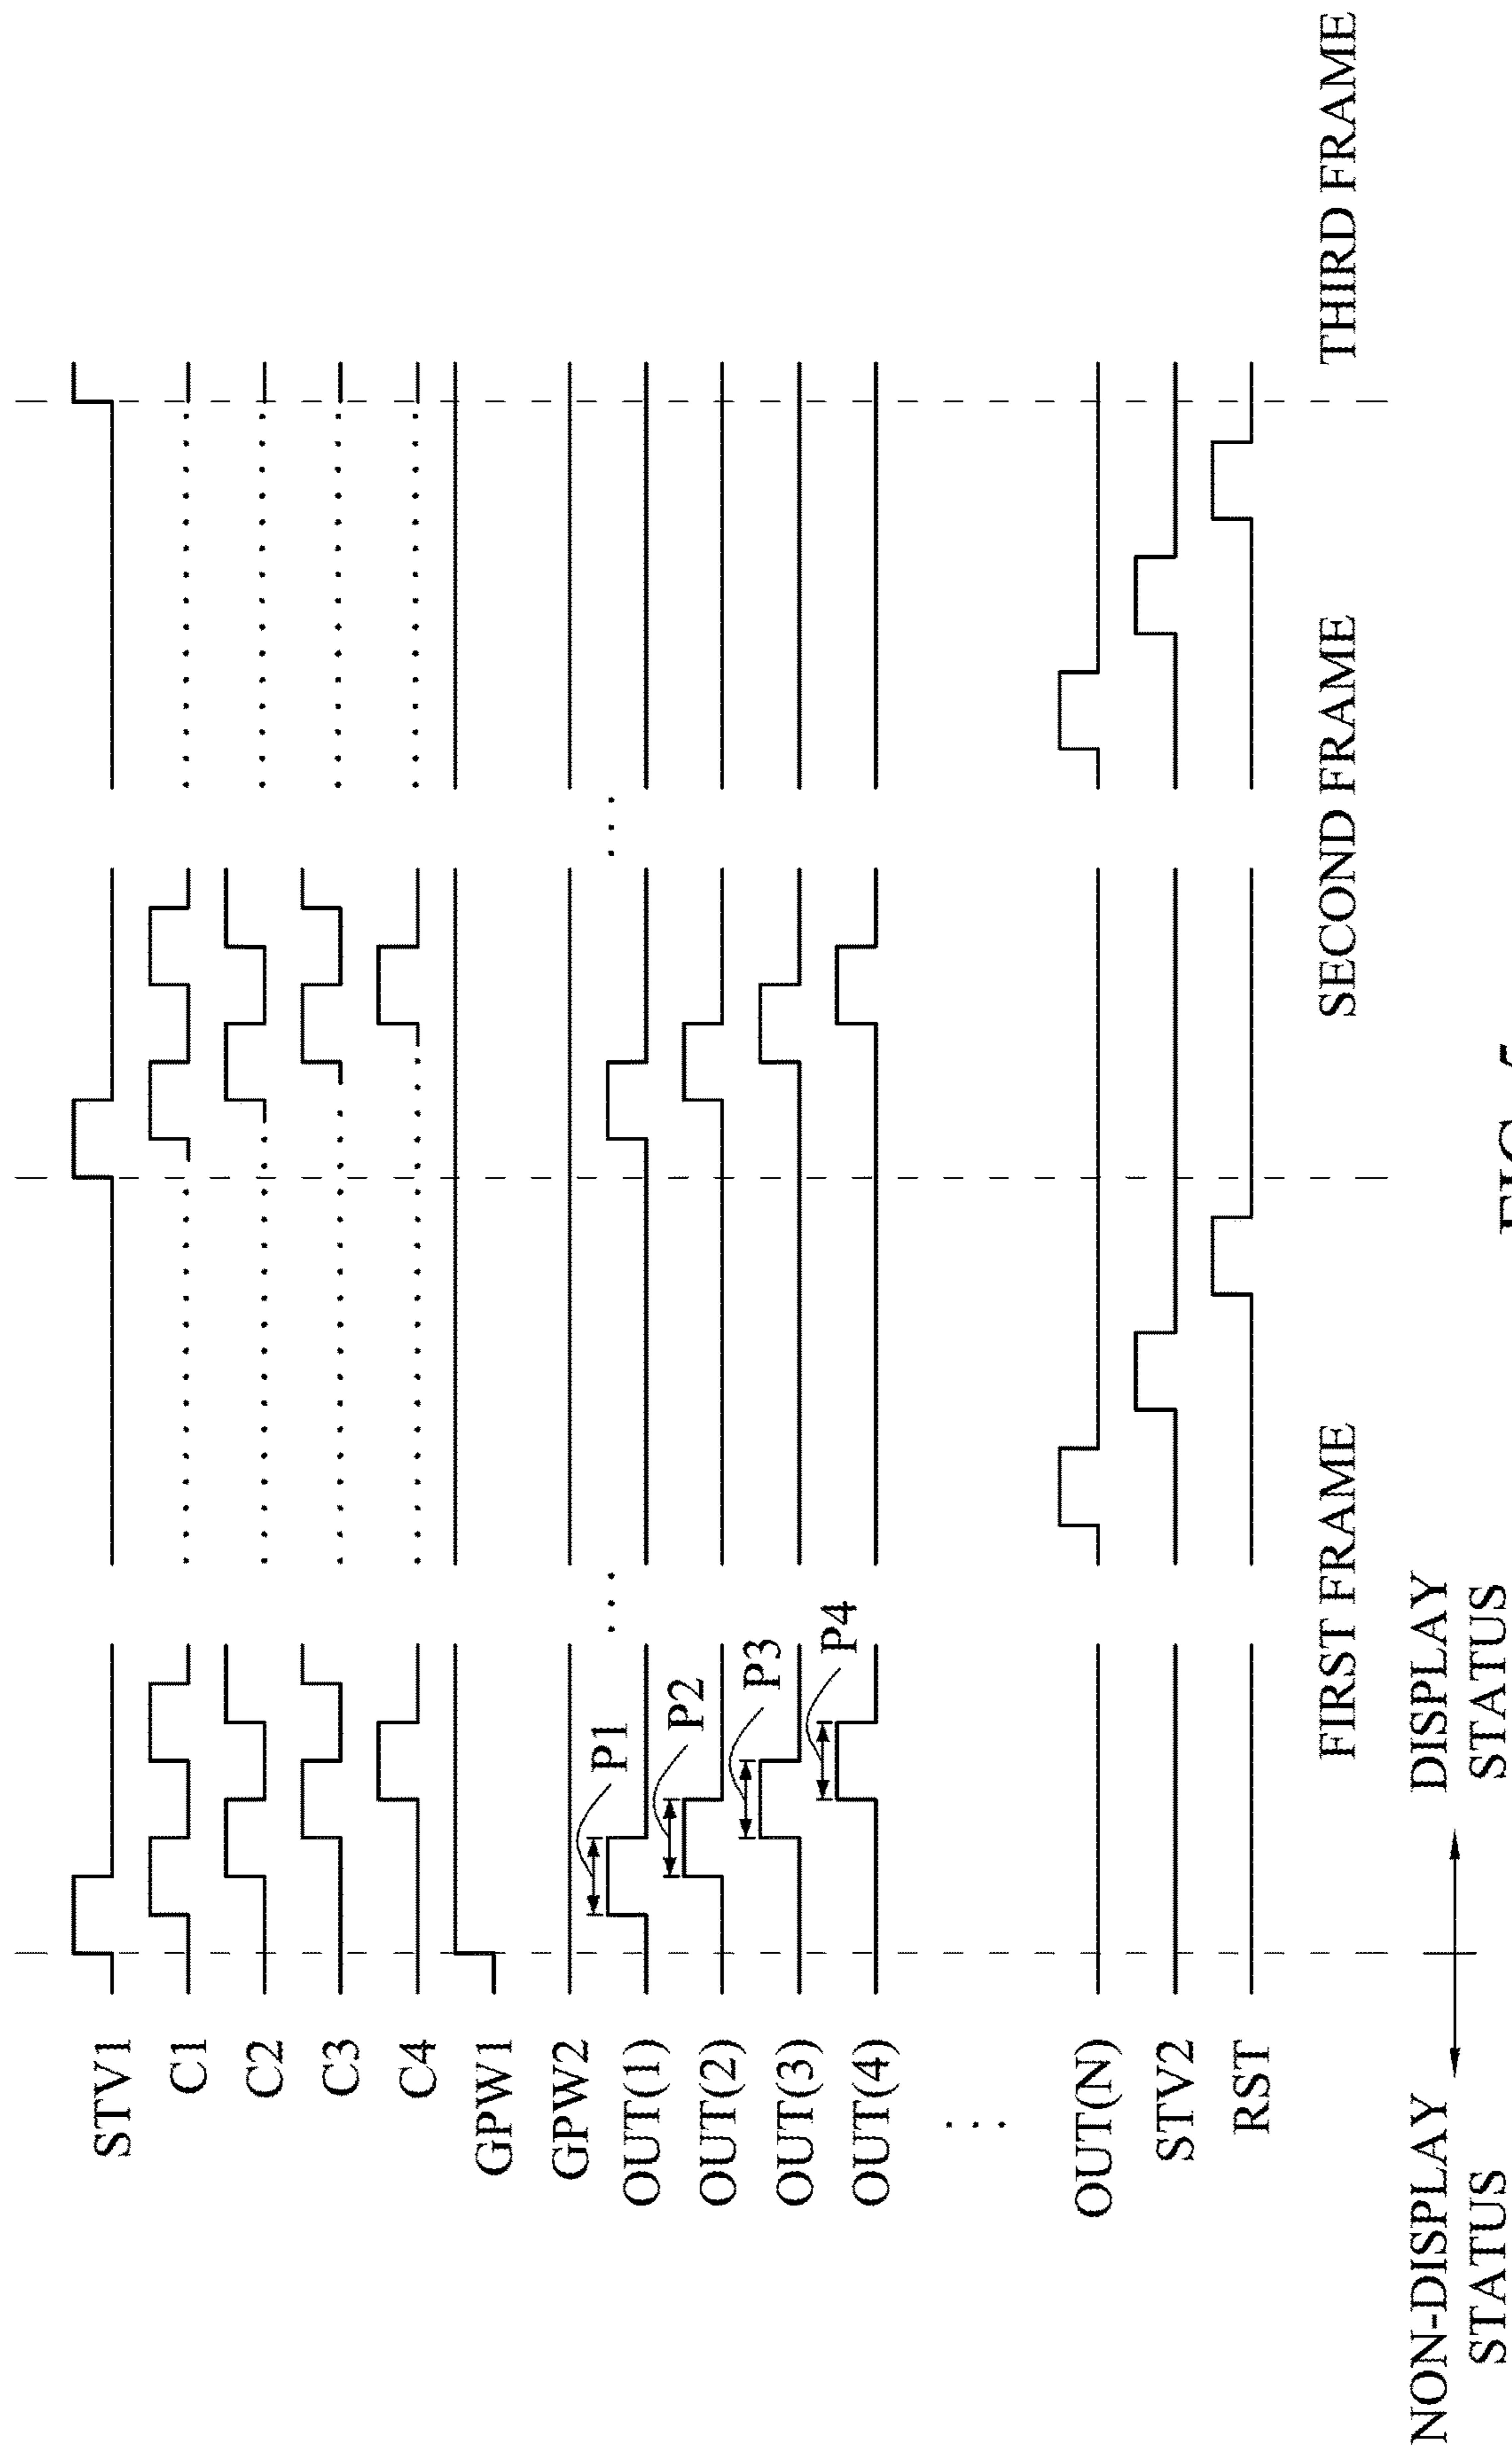 STV1
C1
C2
C3
C4
GPW1
GPW2
OUT(1)
OUT(2)
OUT(3)
OUT(4)
⋮
OUT(N)
STV2
RST
P1
P2
P3
P4
...
...
FIRST FRAME
SECOND FRAME
THIRD FRAME
NON-DISPLAY
STATUS
DISPLAY
STATUS